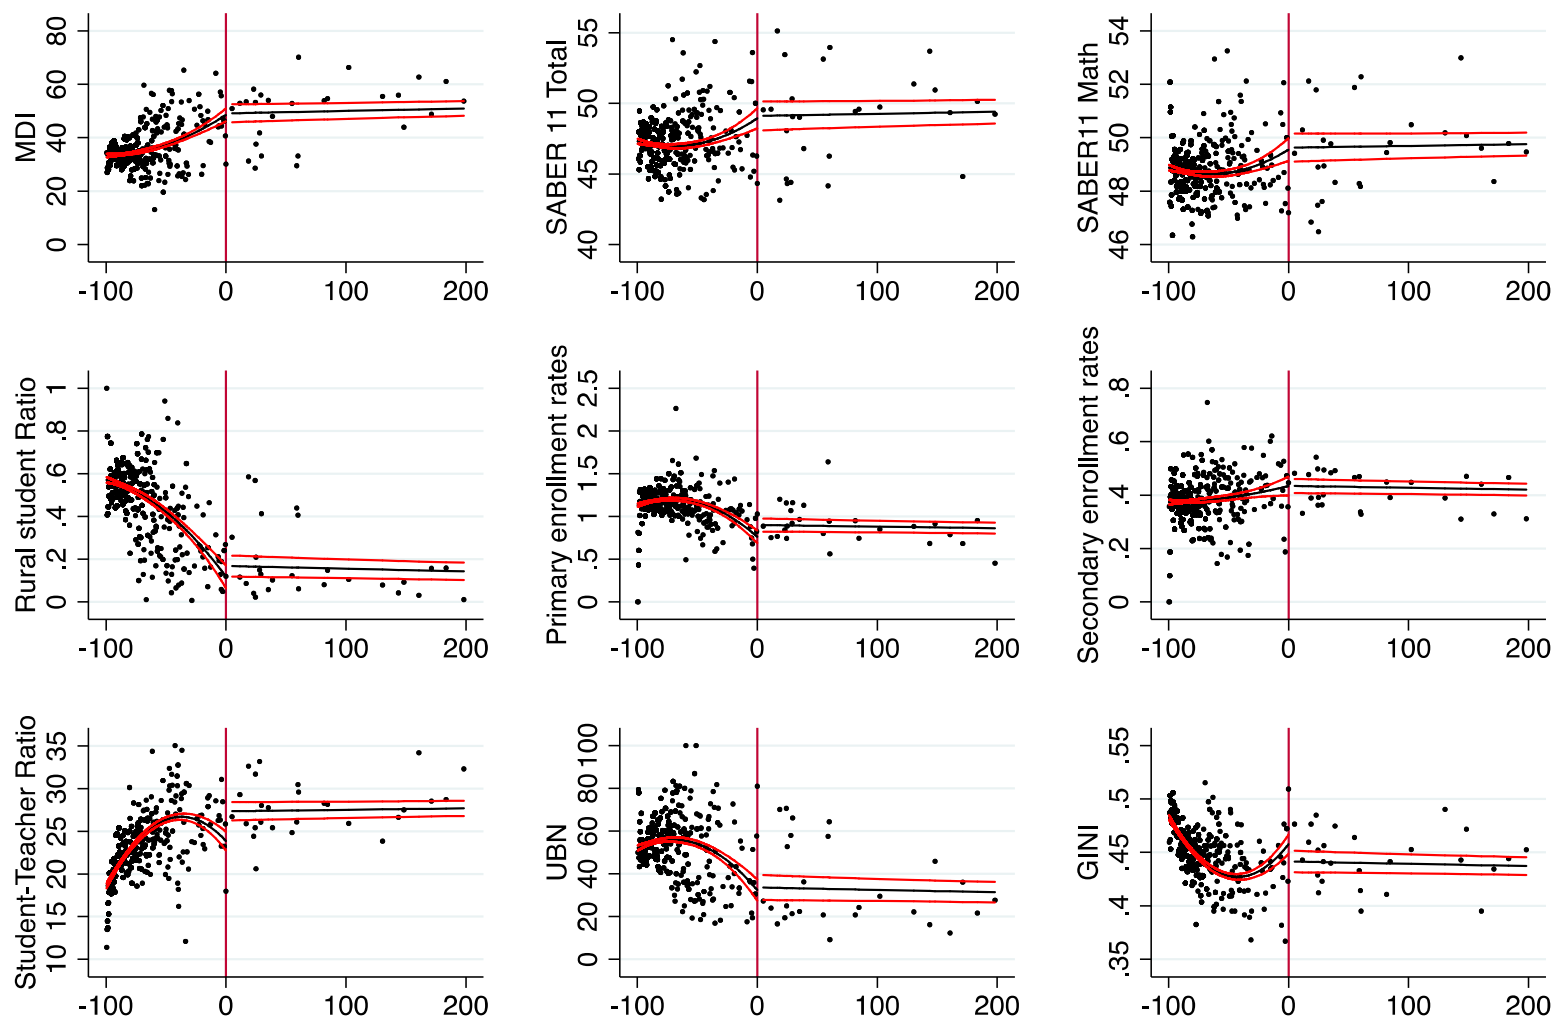 MDI
0 20 40 60 80
-100 0 100 200
SABER 11 Total
40 45 50 55
-100 0 100 200
SABER11 Math
46 48 50 52 54
-100 0 100 200
Rural student Ratio
0 .2 .4 .6 .8 1
-100 0 100 200
Primary enrollment rates
0 .5 1 1.5 2 2.5
-100 0 100 200
Secondary enrollment rates
0 .2 .4 .6 .8
-100 0 100 200
Student-Teacher Ratio
10 15 20 25 30 35
-100 0 100 200
UBN
0 20 40 60 80 100
-100 0 100 200
GINI
.35 .4 .45 .5 .55
-100 0 100 200